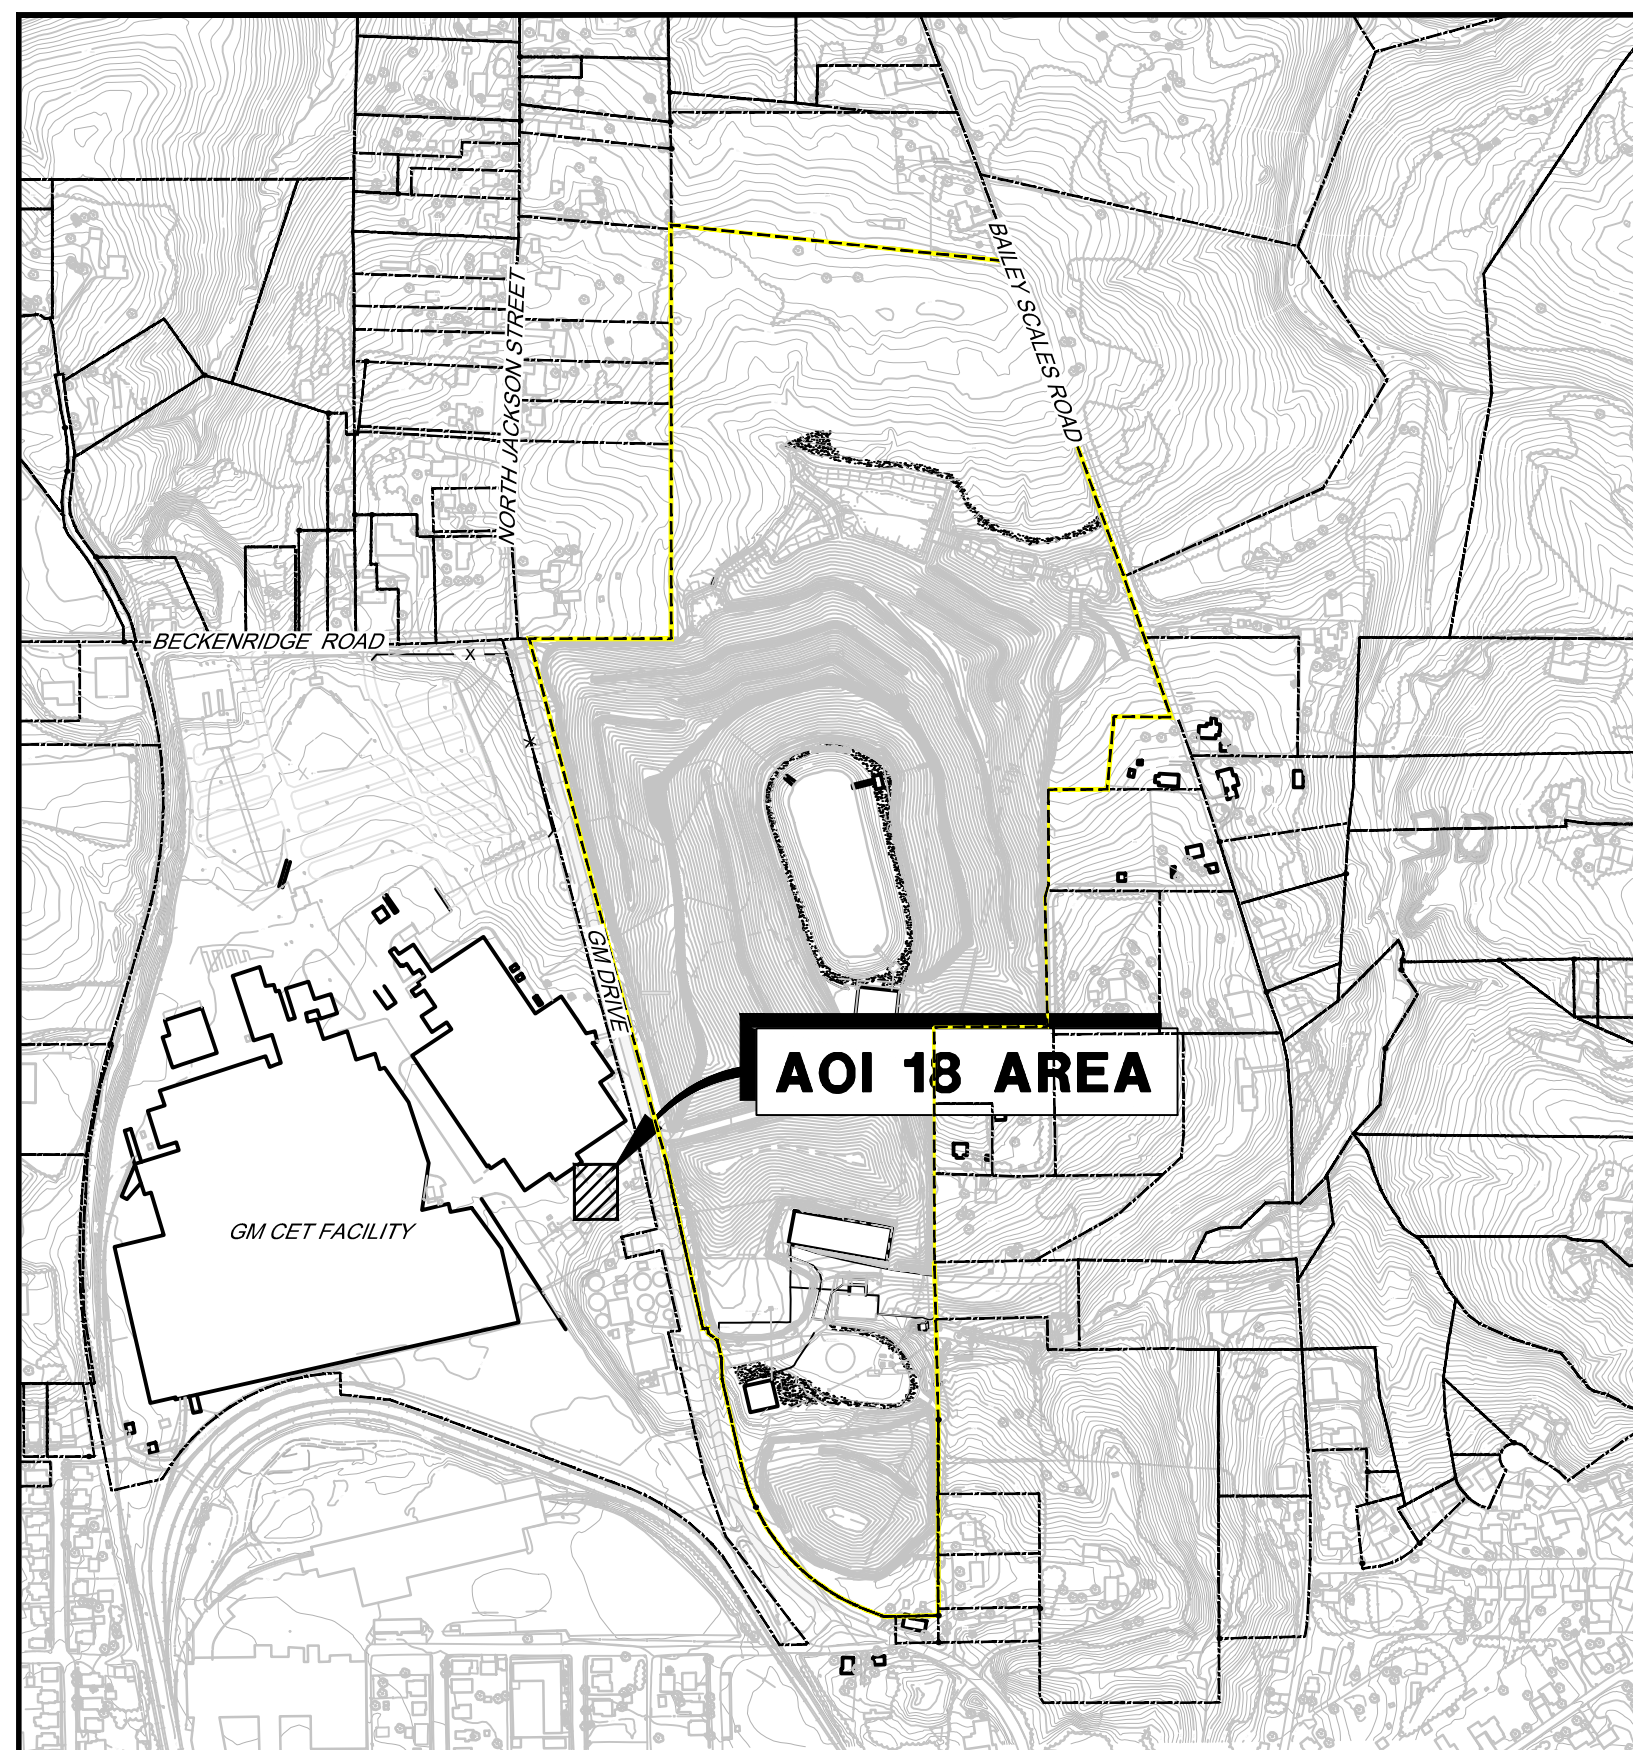 BAILEY SCALES ROAD
NORTH JACKSON STREET
BECKENRIDGE ROAD
GM DRIVE
AOI 18 AREA
GM CET FACILITY